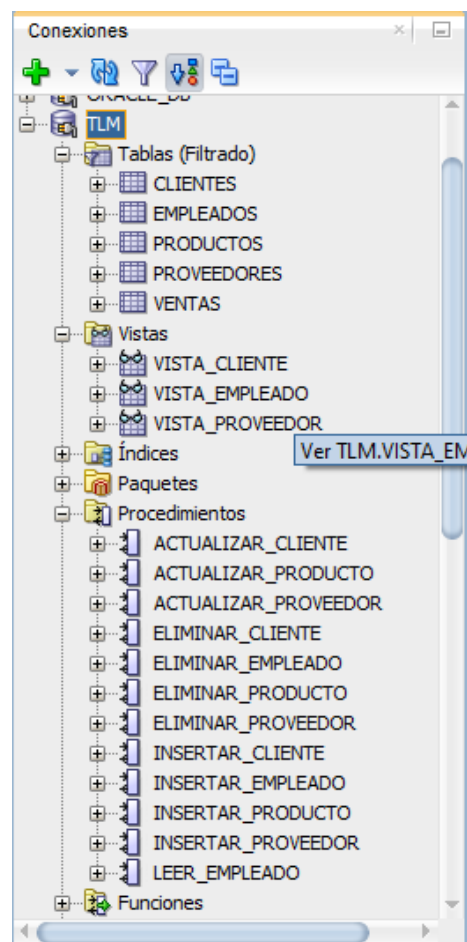 Conexiones
ORACLE_DB
TLM
Tablas (Filtrado)
CLIENTES
EMPLEADOS
PRODUCTOS
PROVEEDORES
VENTAS
Vistas
VISTA_CLIENTE
VISTA_EMPLEADO
VISTA_PROVEEDOR
Índices
Ver TLM.VISTA_EM
Paquetes
Procedimientos
ACTUALIZAR_CLIENTE
ACTUALIZAR_PRODUCTO
ACTUALIZAR_PROVEEDOR
ELIMINAR_CLIENTE
ELIMINAR_EMPLEADO
ELIMINAR_PRODUCTO
ELIMINAR_PROVEEDOR
INSERTAR_CLIENTE
INSERTAR_EMPLEADO
INSERTAR_PRODUCTO
INSERTAR_PROVEEDOR
LEER_EMPLEADO
Funciones